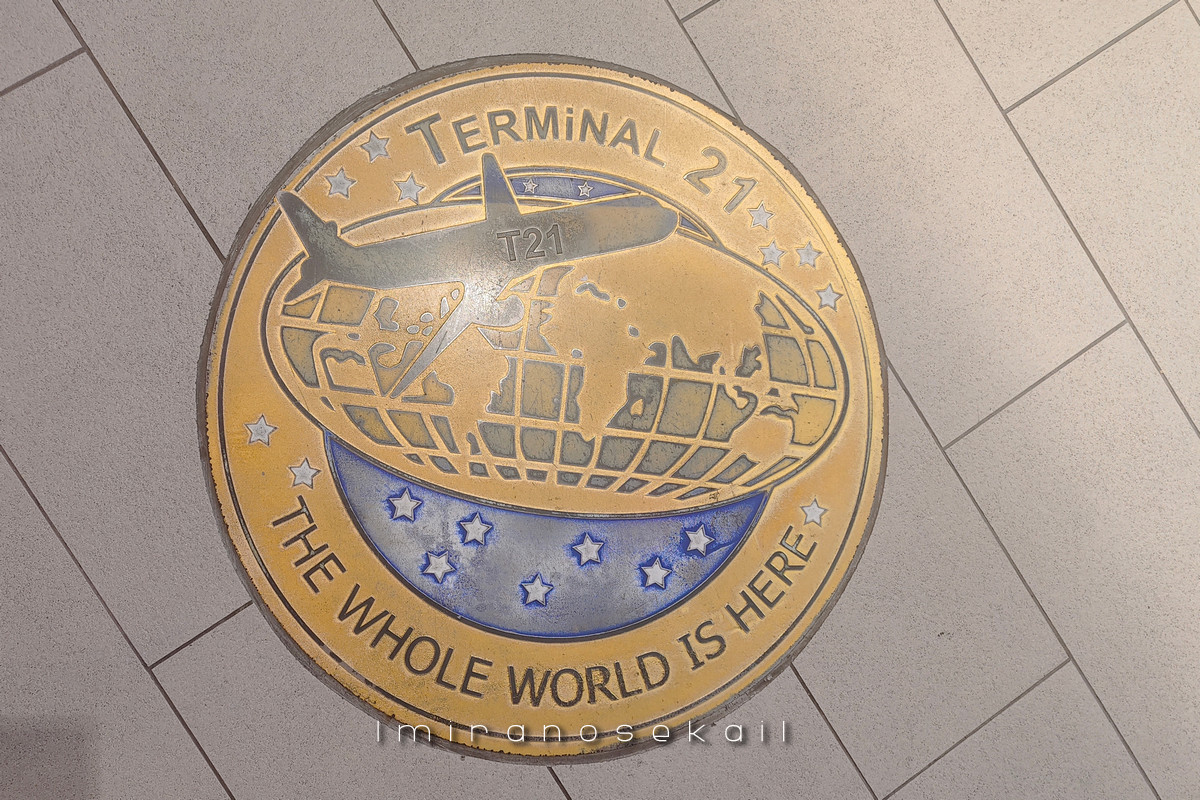 TERMiNAL 21
T21
THE WHOLE WORLD IS HERE
Imiranosekail